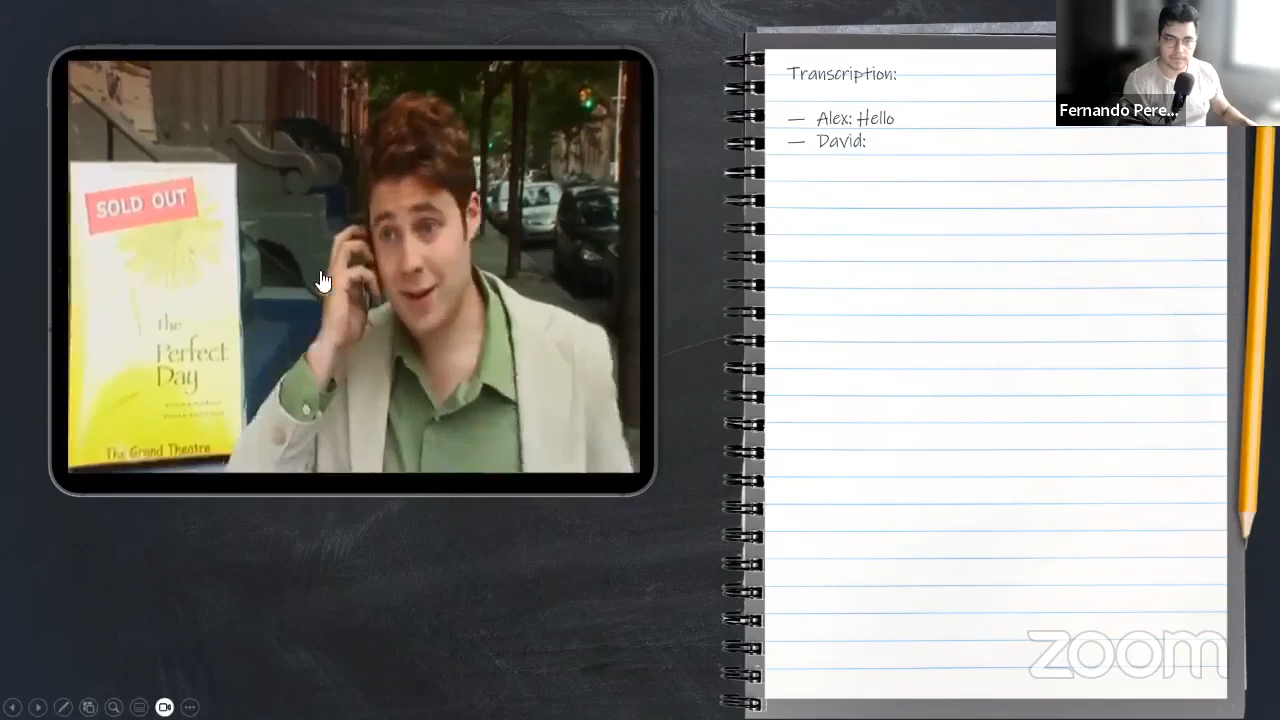 SOLD OUT
the
Perfect
Day
The Grand Theatre
Transcription:
— Alex: Hello
— David:
Fernando Pere...
zoom